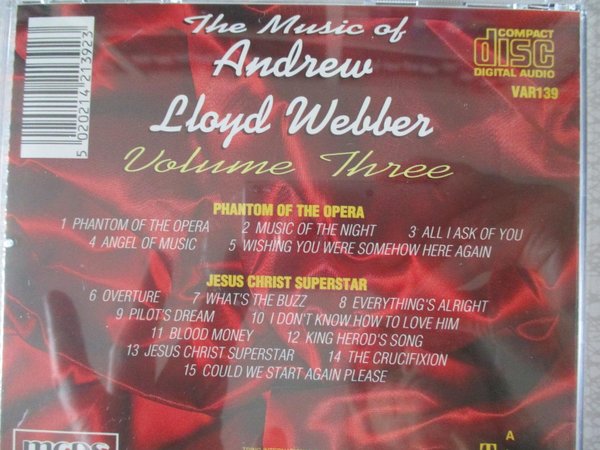 The Music of
Andrew
Lloyd Webber
Volume Three
COMPACT
disc
DIGITAL AUDIO
VAR139
5 020214 213923
PHANTOM OF THE OPERA
1 PHANTOM OF THE OPERA 2 MUSIC OF THE NIGHT 3 ALL I ASK OF YOU
4 ANGEL OF MUSIC 5 WISHING YOU WERE SOMEHOW HERE AGAIN
JESUS CHRIST SUPERSTAR
6 OVERTURE 7 WHAT'S THE BUZZ 8 EVERYTHING'S ALRIGHT
9 PILOT'S DREAM 10 I DON'T KNOW HOW TO LOVE HIM
11 BLOOD MONEY 12 KING HEROD'S SONG
13 JESUS CHRIST SUPERSTAR 14 THE CRUCIFIXION
15 COULD WE START AGAIN PLEASE
mcps
A